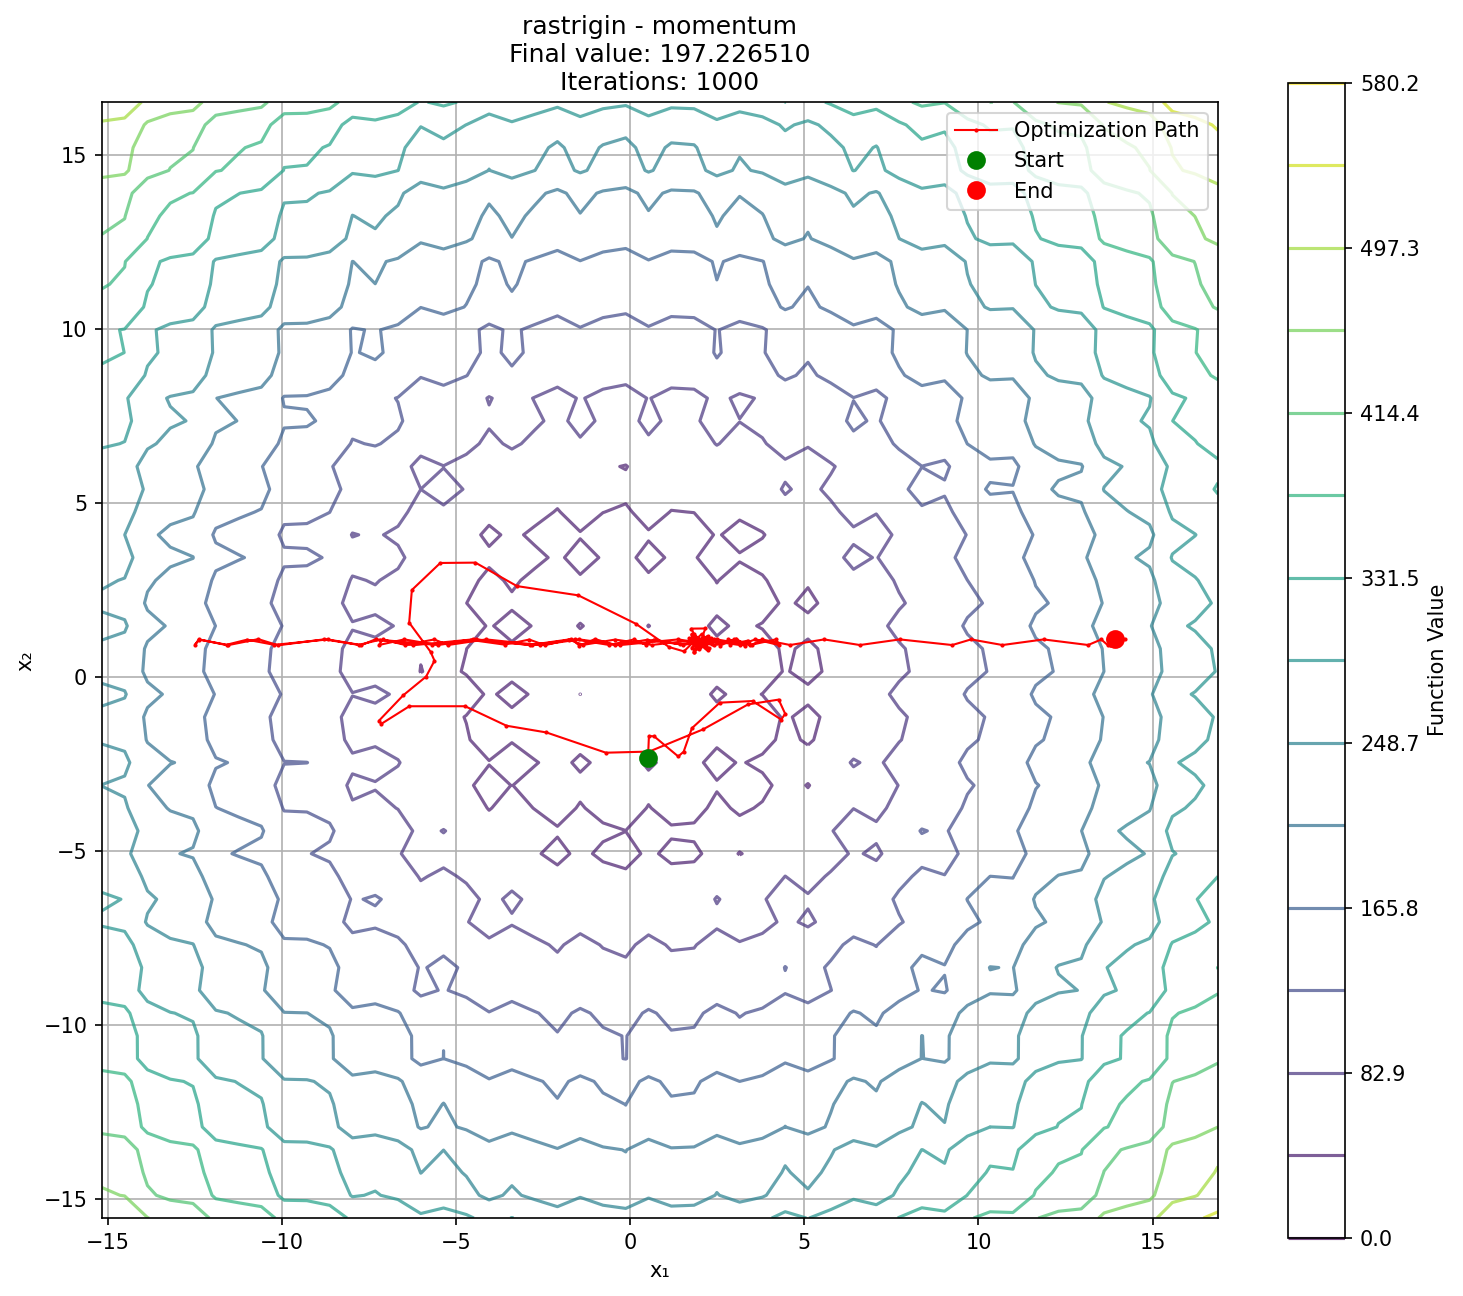 rastrigin - momentum
Final value: 197.226510
Iterations: 1000
Optimization Path
Start
End
15
10
5
0
−5
−10
−15
x₂
−15
−10
−5
0
5
10
15
x₁
580.2
497.3
414.4
331.5
248.7
165.8
82.9
0.0
Function Value